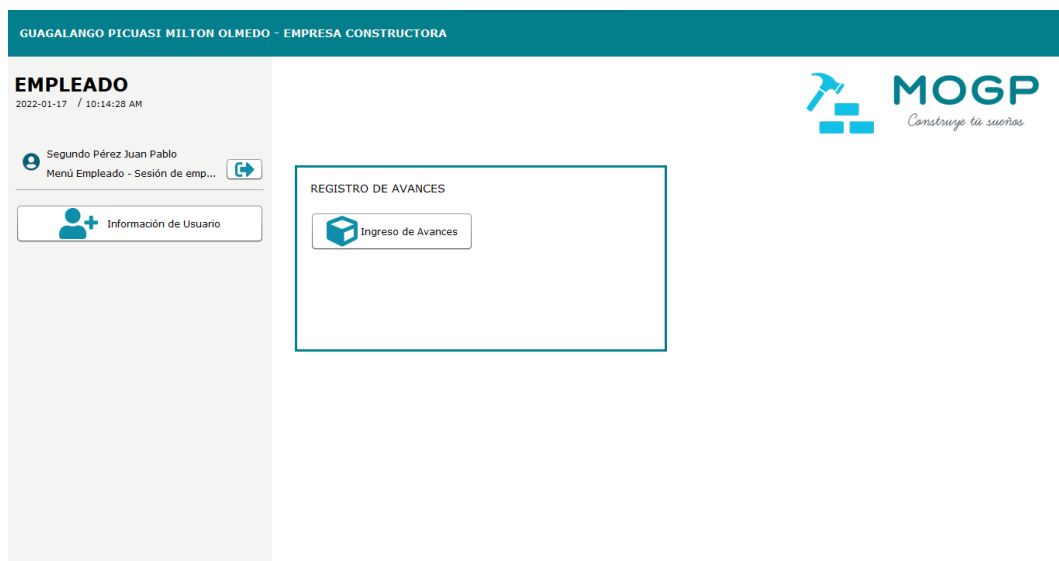 GUAGALANGO PICUASI MILTON OLMEDO - EMPRESA CONSTRUCTORA
EMPLEADO
2022-01-17 / 10:14:28 AM
MOGP
Construye tù sueños
Segundo Pérez Juan Pablo
Menú Empleado - Sesión de emp...
Información de Usuario
REGISTRO DE AVANCES
Ingreso de Avances